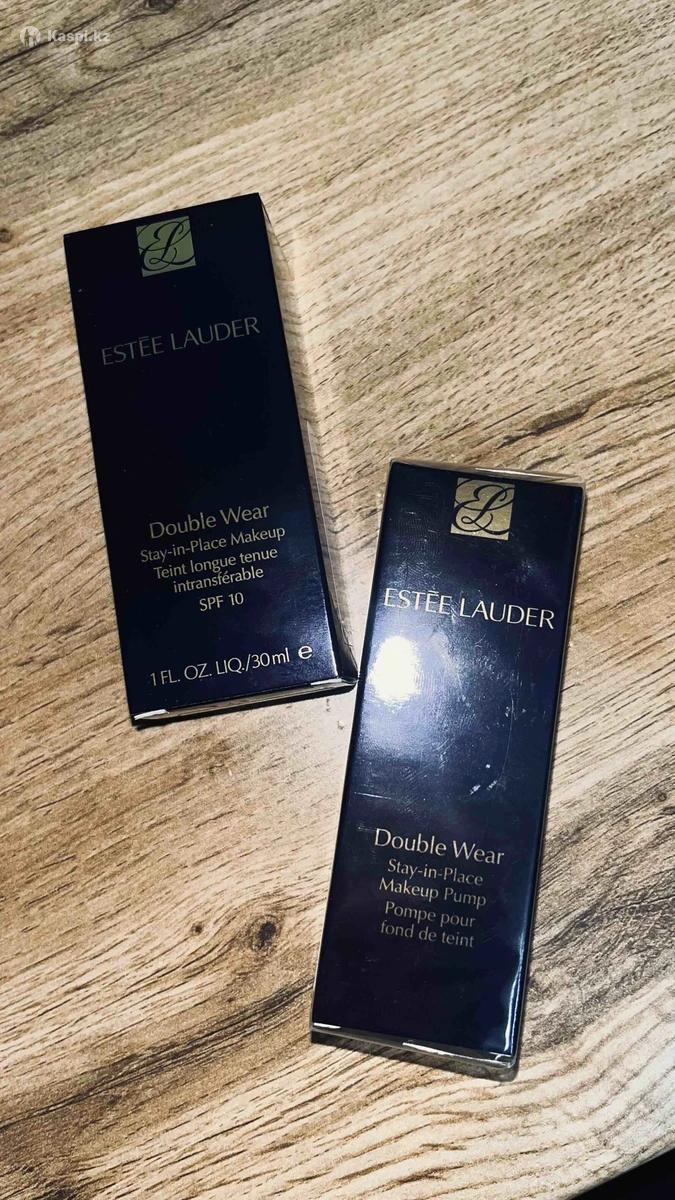 Kaspi.kz
ESTĒE LAUDER
Double Wear
Stay-in-Place Makeup
Teint longue tenue
intransférable
SPF 10
1 FL. OZ. LIQ./30 ml e
ESTĒE LAUDER
Double Wear
Stay-in-Place
Makeup Pump
Pompe pour
fond de teint